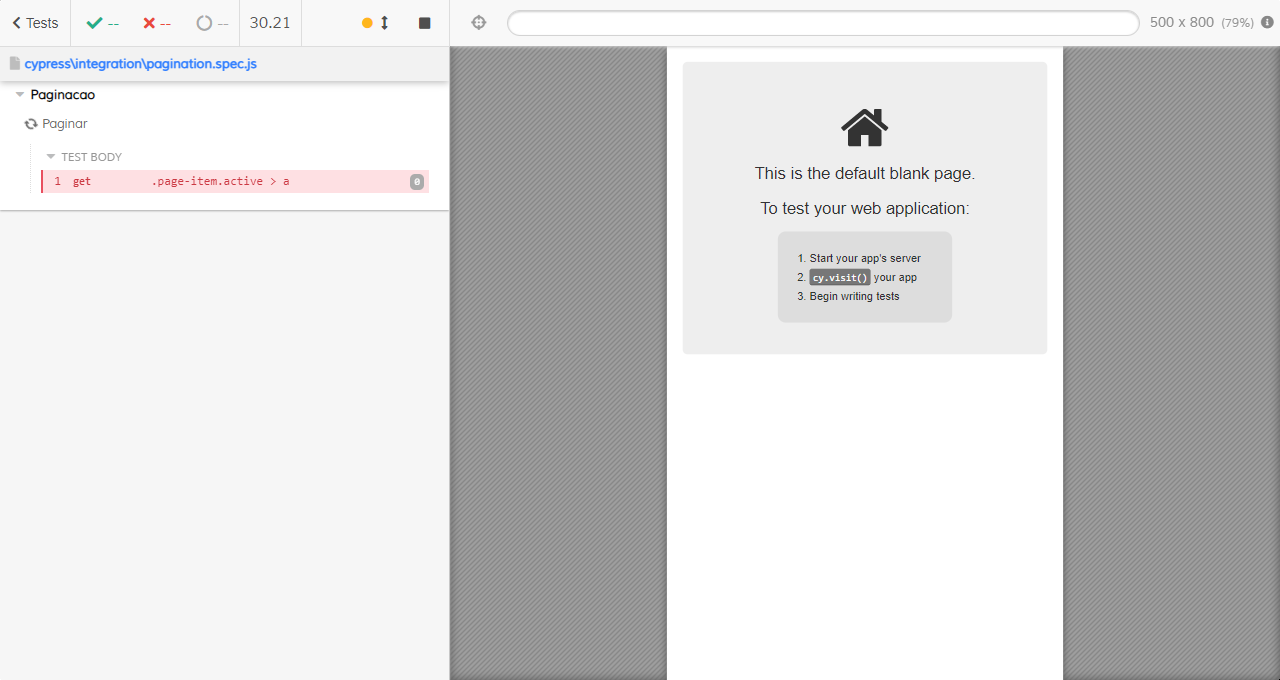 Tests
-- -- -- 30.21
500 x 800 (79%)
cypress\integration\pagination.spec.js
Paginacao
Paginar
TEST BODY
1 get .page-item.active > a 0
This is the default blank page.
To test your web application:
1. Start your app's server
2. cy.visit() your app
3. Begin writing tests